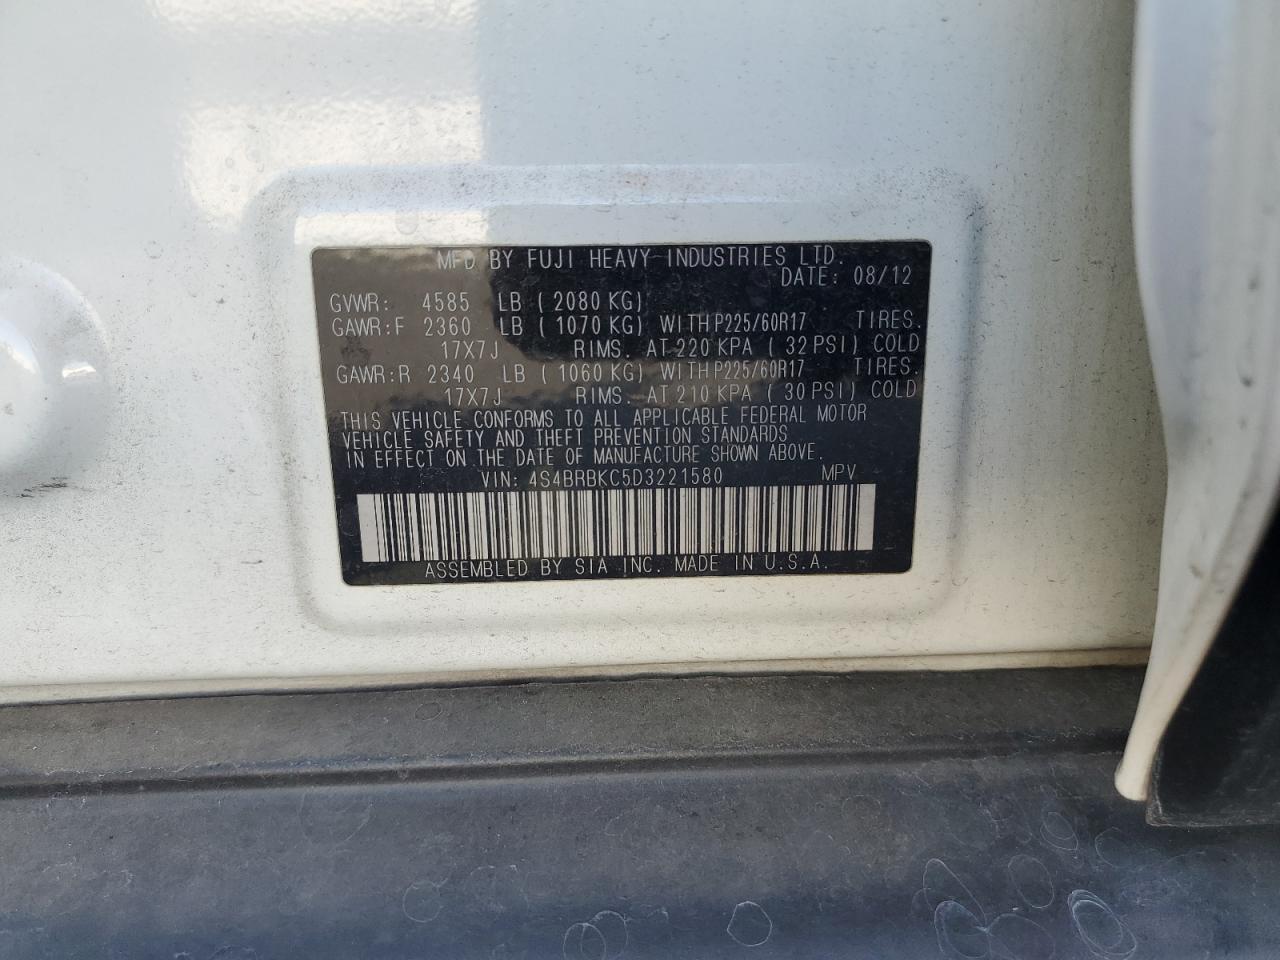 MFD BY FUJI HEAVY INDUSTRIES LTD.
DATE: 08/12
GVWR: 4585 LB ( 2080 KG)
GAWR:F 2360 LB ( 1070 KG) WITH P225/60R17 TIRES.
17X7J RIMS. AT 220 KPA ( 32 PSI) COLD
GAWR:R 2340 LB ( 1060 KG) WITH P225/60R17 TIRES.
17X7J RIMS. AT 210 KPA ( 30 PSI) COLD
THIS VEHICLE CONFORMS TO ALL APPLICABLE FEDERAL MOTOR
VEHICLE SAFETY AND THEFT PREVENTION STANDARDS
IN EFFECT ON THE DATE OF MANUFACTURE SHOWN ABOVE.
VIN: 4S4BRBKC5D3221580 MPV
ASSEMBLED BY SIA INC. MADE IN U.S.A.